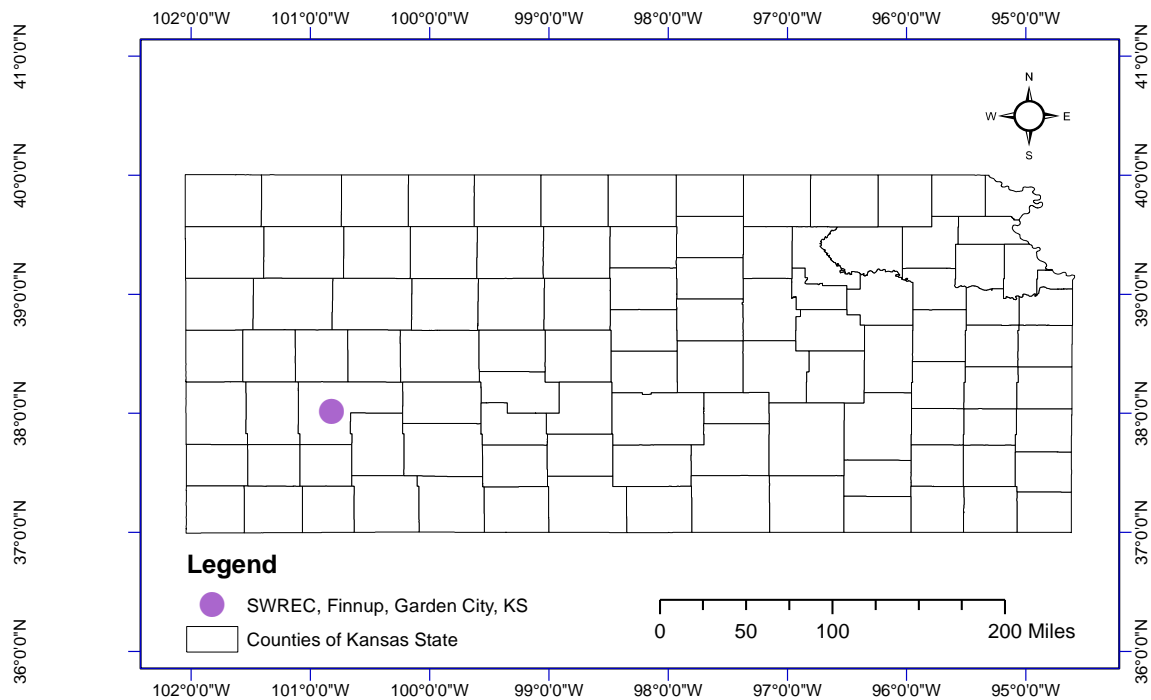 102°0'0"W 101°0'0"W 100°0'0"W 99°0'0"W 98°0'0"W 97°0'0"W 96°0'0"W 95°0'0"W
41°0'0"N
41°0'0"N
N
W E
S
40°0'0"N
40°0'0"N
39°0'0"N
39°0'0"N
38°0'0"N
38°0'0"N
37°0'0"N
37°0'0"N
Legend
SWREC, Finnup, Garden City, KS
Counties of Kansas State
0 50 100 200 Miles
36°0'0"N
36°0'0"N
102°0'0"W 101°0'0"W 100°0'0"W 99°0'0"W 98°0'0"W 97°0'0"W 96°0'0"W 95°0'0"W